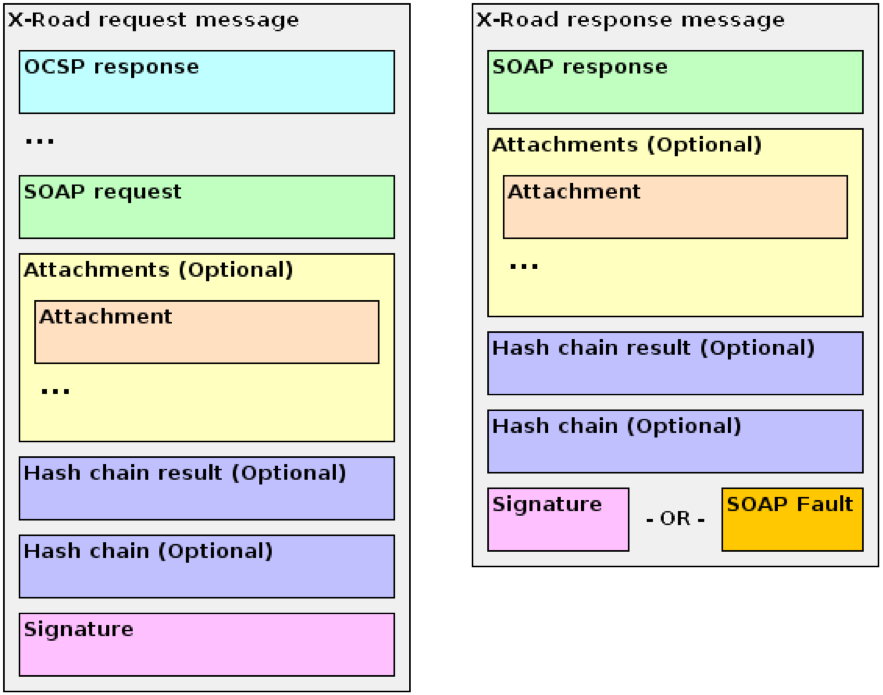 X-Road request message
OCSP response
...
SOAP request
Attachments (Optional)
Attachment
...
Hash chain result (Optional)
Hash chain (Optional)
Signature
X-Road response message
SOAP response
Attachments (Optional)
Attachment
...
Hash chain result (Optional)
Hash chain (Optional)
Signature - OR - SOAP Fault